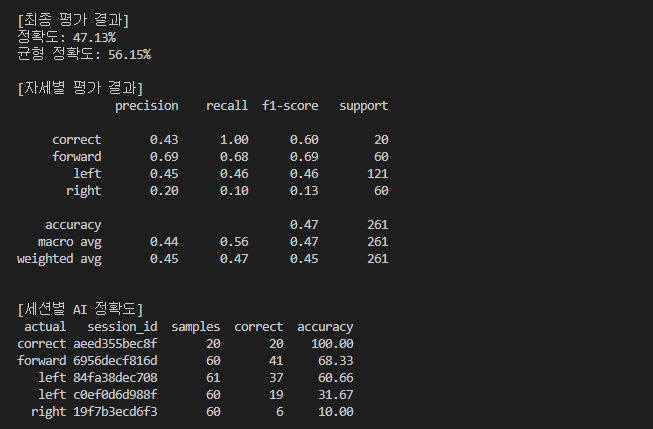 [최종 평가 결과]
정확도: 47.13%
균형 정확도: 56.15%
[자세별 평가 결과]
precision recall f1-score support
correct 0.43 1.00 0.60 20
forward 0.69 0.68 0.69 60
left 0.45 0.46 0.46 121
right 0.20 0.10 0.13 60
accuracy 0.47 261
macro avg 0.44 0.56 0.47 261
weighted avg 0.45 0.47 0.45 261
[세션별 AI 정확도]
actual session_id samples correct accuracy
correct aeed355bec8f 20 20 100.00
forward 6956decf816d 60 41 68.33
left 84fa38dec708 61 37 60.66
left c0ef0d6d988f 60 19 31.67
right 19f7b3ecd6f3 60 6 10.00